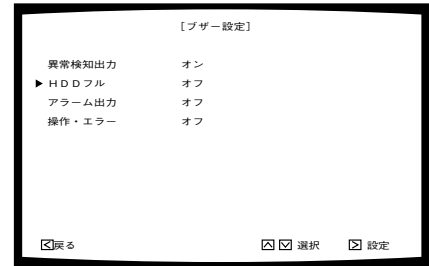 [ブザー設定]
異常検知出力 オン
▶ HDDフル オフ
アラーム出力 オフ
操作・エラー オフ
戻る 選択 設定